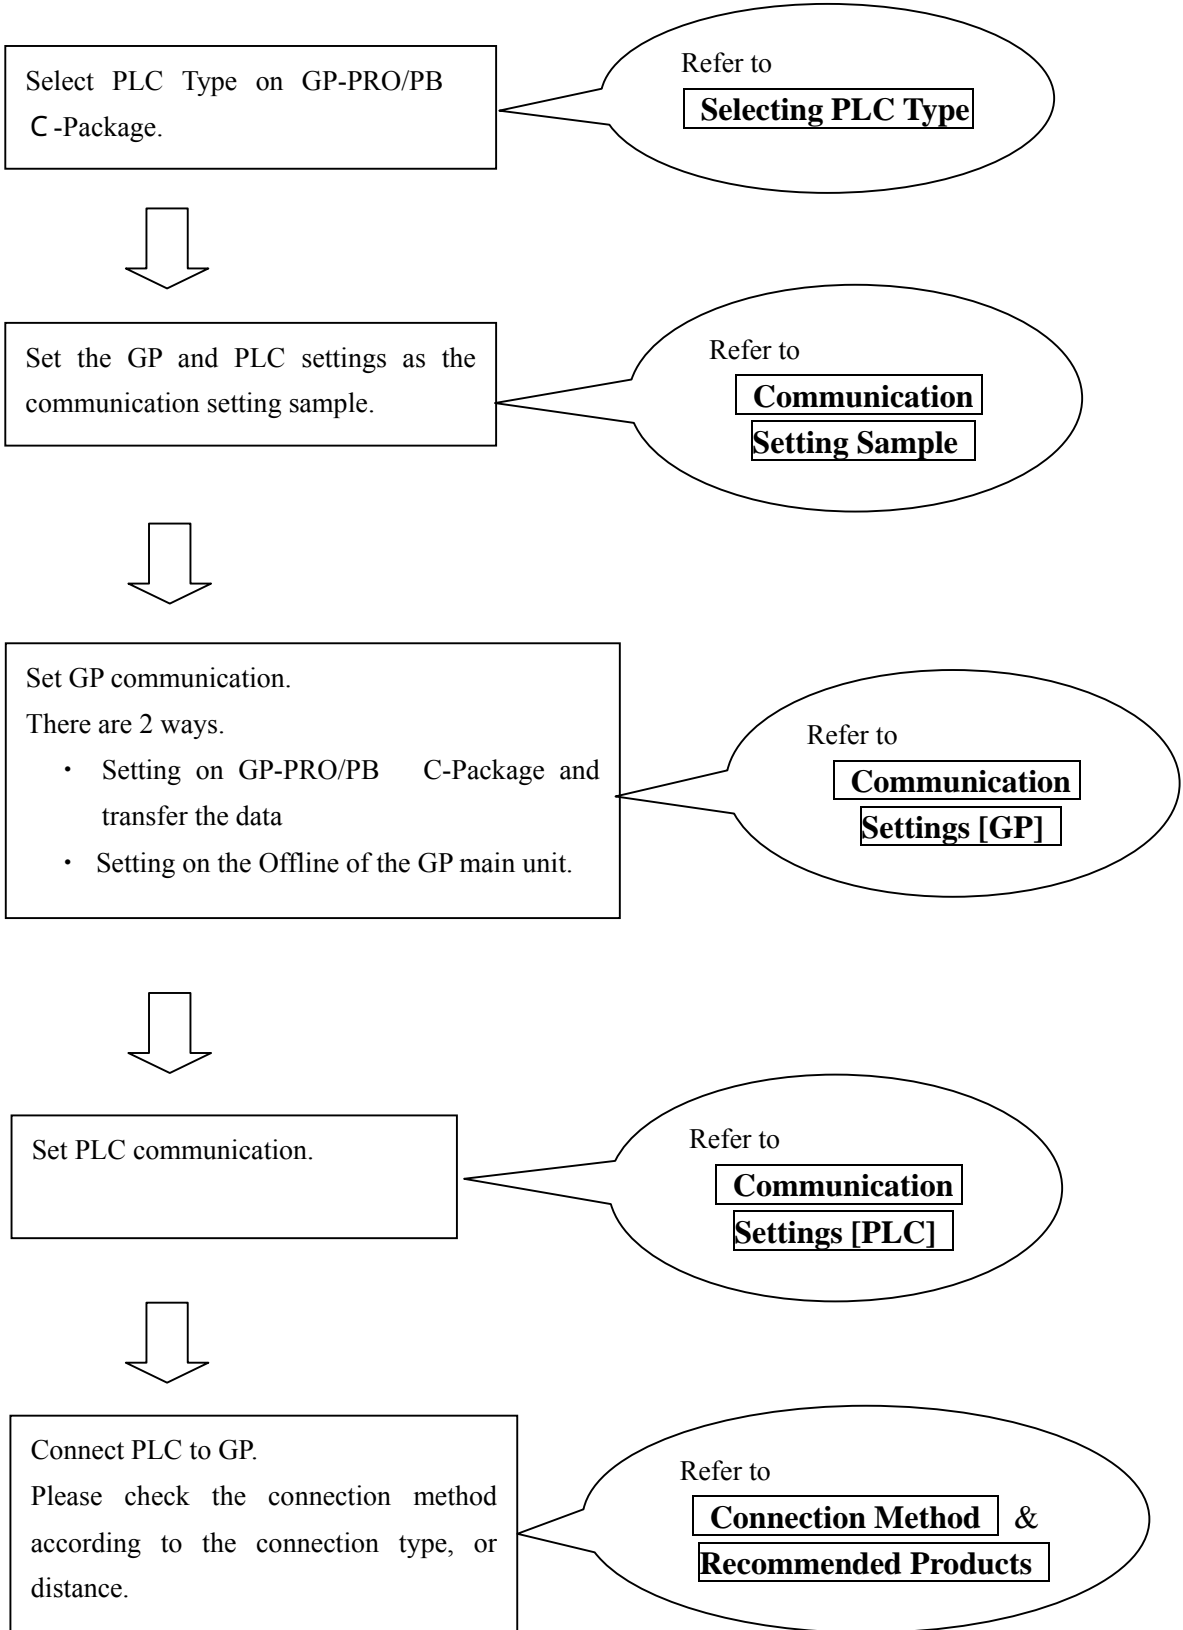 Select PLC Type on GP-PRO/PB
C -Package.
Refer to
Selecting PLC Type
Set the GP and PLC settings as the
communication setting sample.
Refer to
Communication
Setting Sample
Set GP communication.
There are 2 ways.
・ Setting on GP-PRO/PB C-Package and
transfer the data
・ Setting on the Offline of the GP main unit.
Refer to
Communication
Settings [GP]
Set PLC communication.
Refer to
Communication
Settings [PLC]
Connect PLC to GP.
Please check the connection method
according to the connection type, or
distance.
Refer to
Connection Method &
Recommended Products